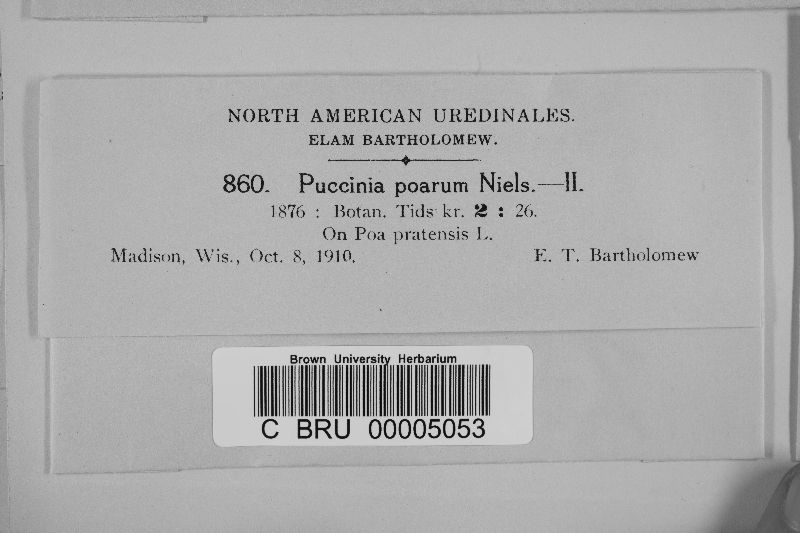 NORTH AMERICAN UREDINALES.
ELAM BARTHOLOMEW.
860. Puccinia poarum Niels.—II.
1876 : Botan. Tids kr. 2 : 26.
On Poa pratensis L.
Madison, Wis., Oct. 8, 1910. E. T. Bartholomew
Brown University Herbarium
C BRU 00005053